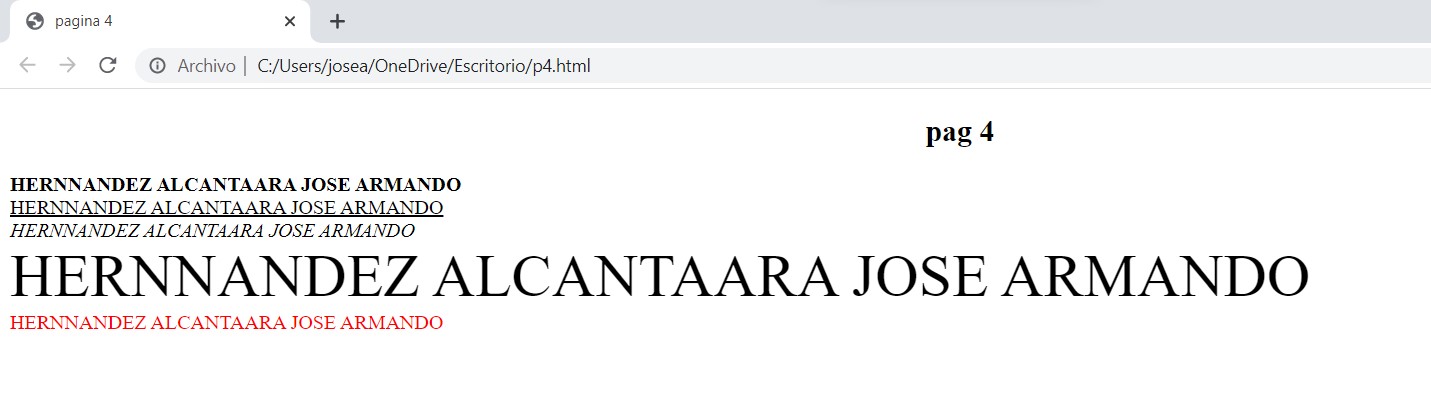 pagina 4
Archivo | C:/Users/josea/OneDrive/Escritorio/p4.html
pag 4
HERNNANDEZ ALCANTAARA JOSE ARMANDO
HERNNANDEZ ALCANTAARA JOSE ARMANDO
HERNNANDEZ ALCANTAARA JOSE ARMANDO
HERNNANDEZ ALCANTAARA JOSE ARMANDO
HERNNANDEZ ALCANTAARA JOSE ARMANDO